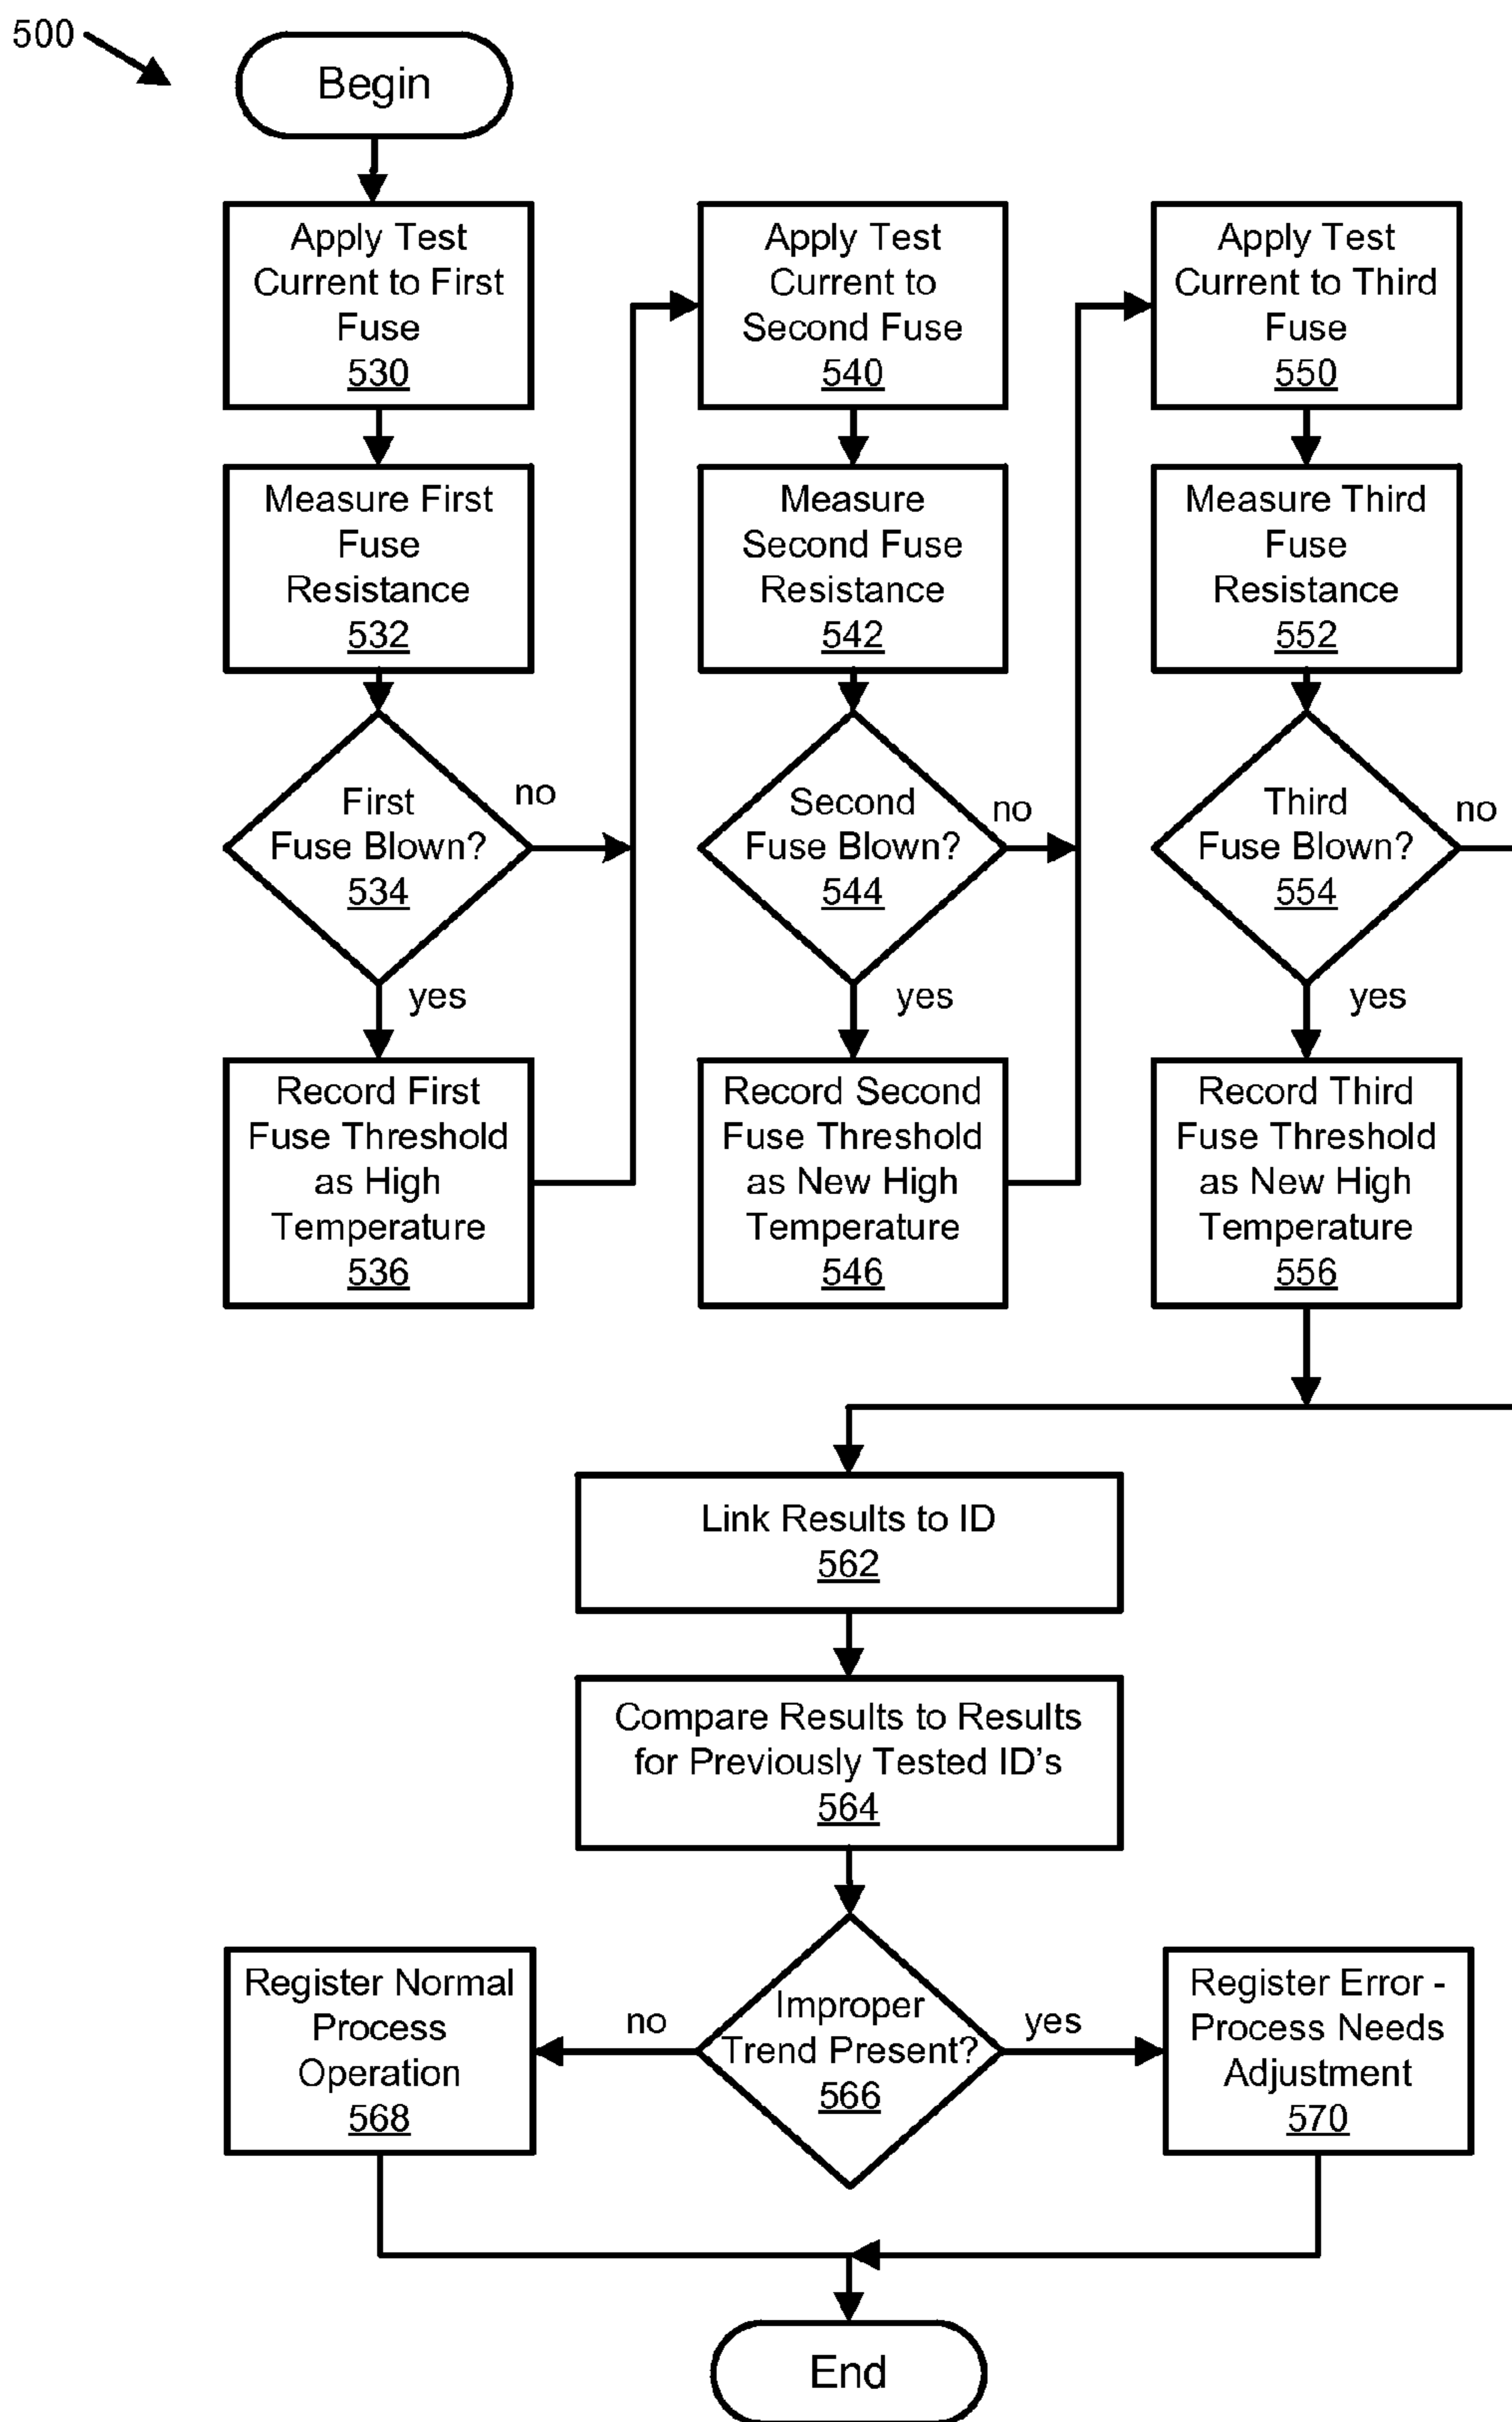 500
Begin
Apply Test
Current to First
Fuse
530
Measure First
Fuse
Resistance
532
First
Fuse Blown?
534
no
yes
Record First
Fuse Threshold
as High
Temperature
536
Apply Test
Current to
Second Fuse
540
Measure
Second Fuse
Resistance
542
Second
Fuse Blown?
544
no
yes
Record Second
Fuse Threshold
as New High
Temperature
546
Apply Test
Current to Third
Fuse
550
Measure Third
Fuse
Resistance
552
Third
Fuse Blown?
554
no
yes
Record Third
Fuse Threshold
as New High
Temperature
556
Link Results to ID
562
Compare Results to Results
for Previously Tested ID's
564
Improper
Trend Present?
566
no
yes
Register Normal
Process
Operation
568
Register Error -
Process Needs
Adjustment
570
End